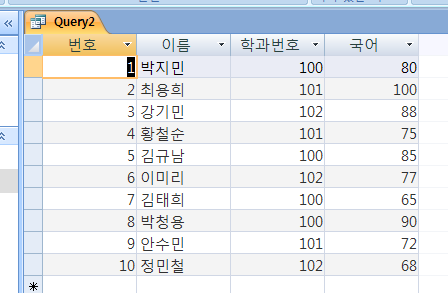 Query2
번호 이름 학과번호 국어
1 박지민 100 80
2 최용희 101 100
3 강기민 102 88
4 황철순 101 75
5 김규남 100 85
6 이미리 102 77
7 김태희 100 65
8 박청용 100 90
9 안수민 101 72
10 정민철 102 68